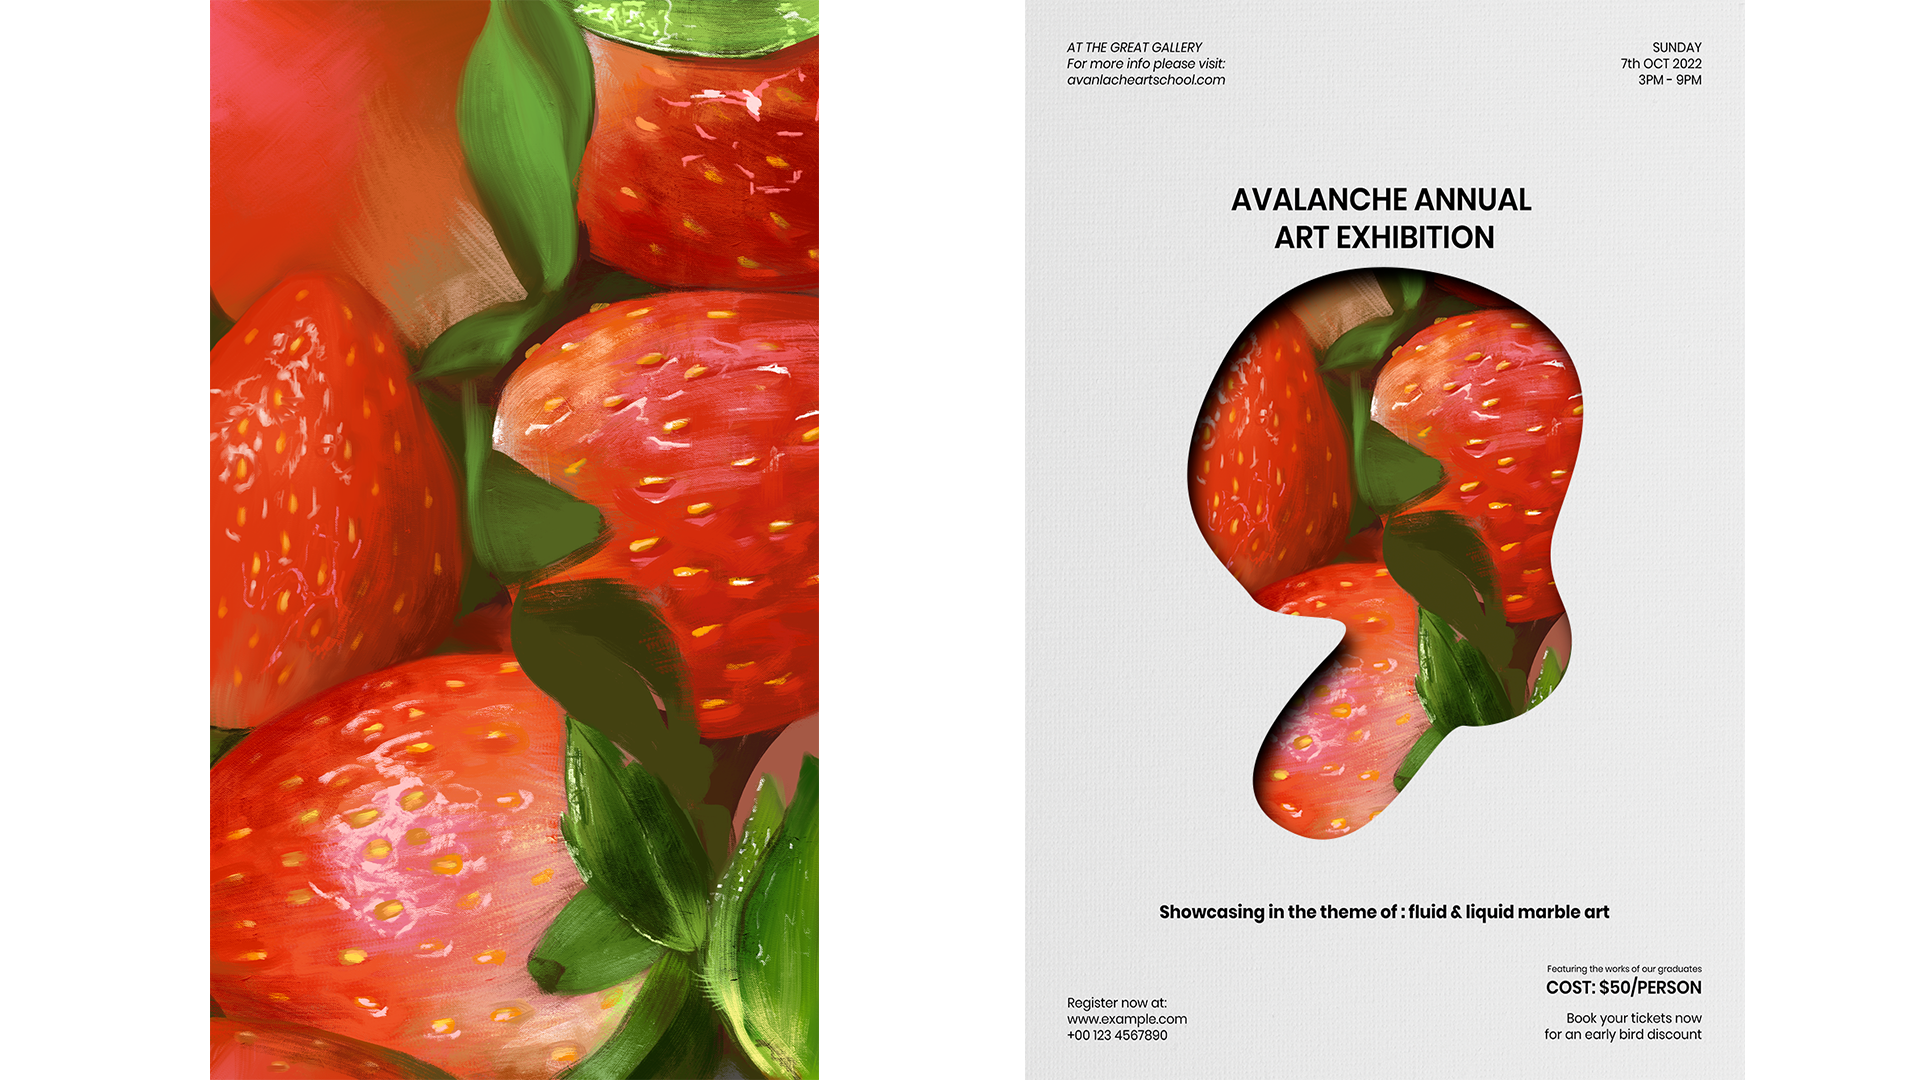 AT THE GREAT GALLERY
For more info please visit:
avanlacheartschool.com
SUNDAY
7th OCT 2022
3PM - 9PM
AVALANCHE ANNUAL
ART EXHIBITION
Showcasing in the theme of : fluid & liquid marble art
Featuring the works of our graduates
COST: $50/PERSON
Book your tickets now
for an early bird discount
Register now at:
www.example.com
+00 123 4567890